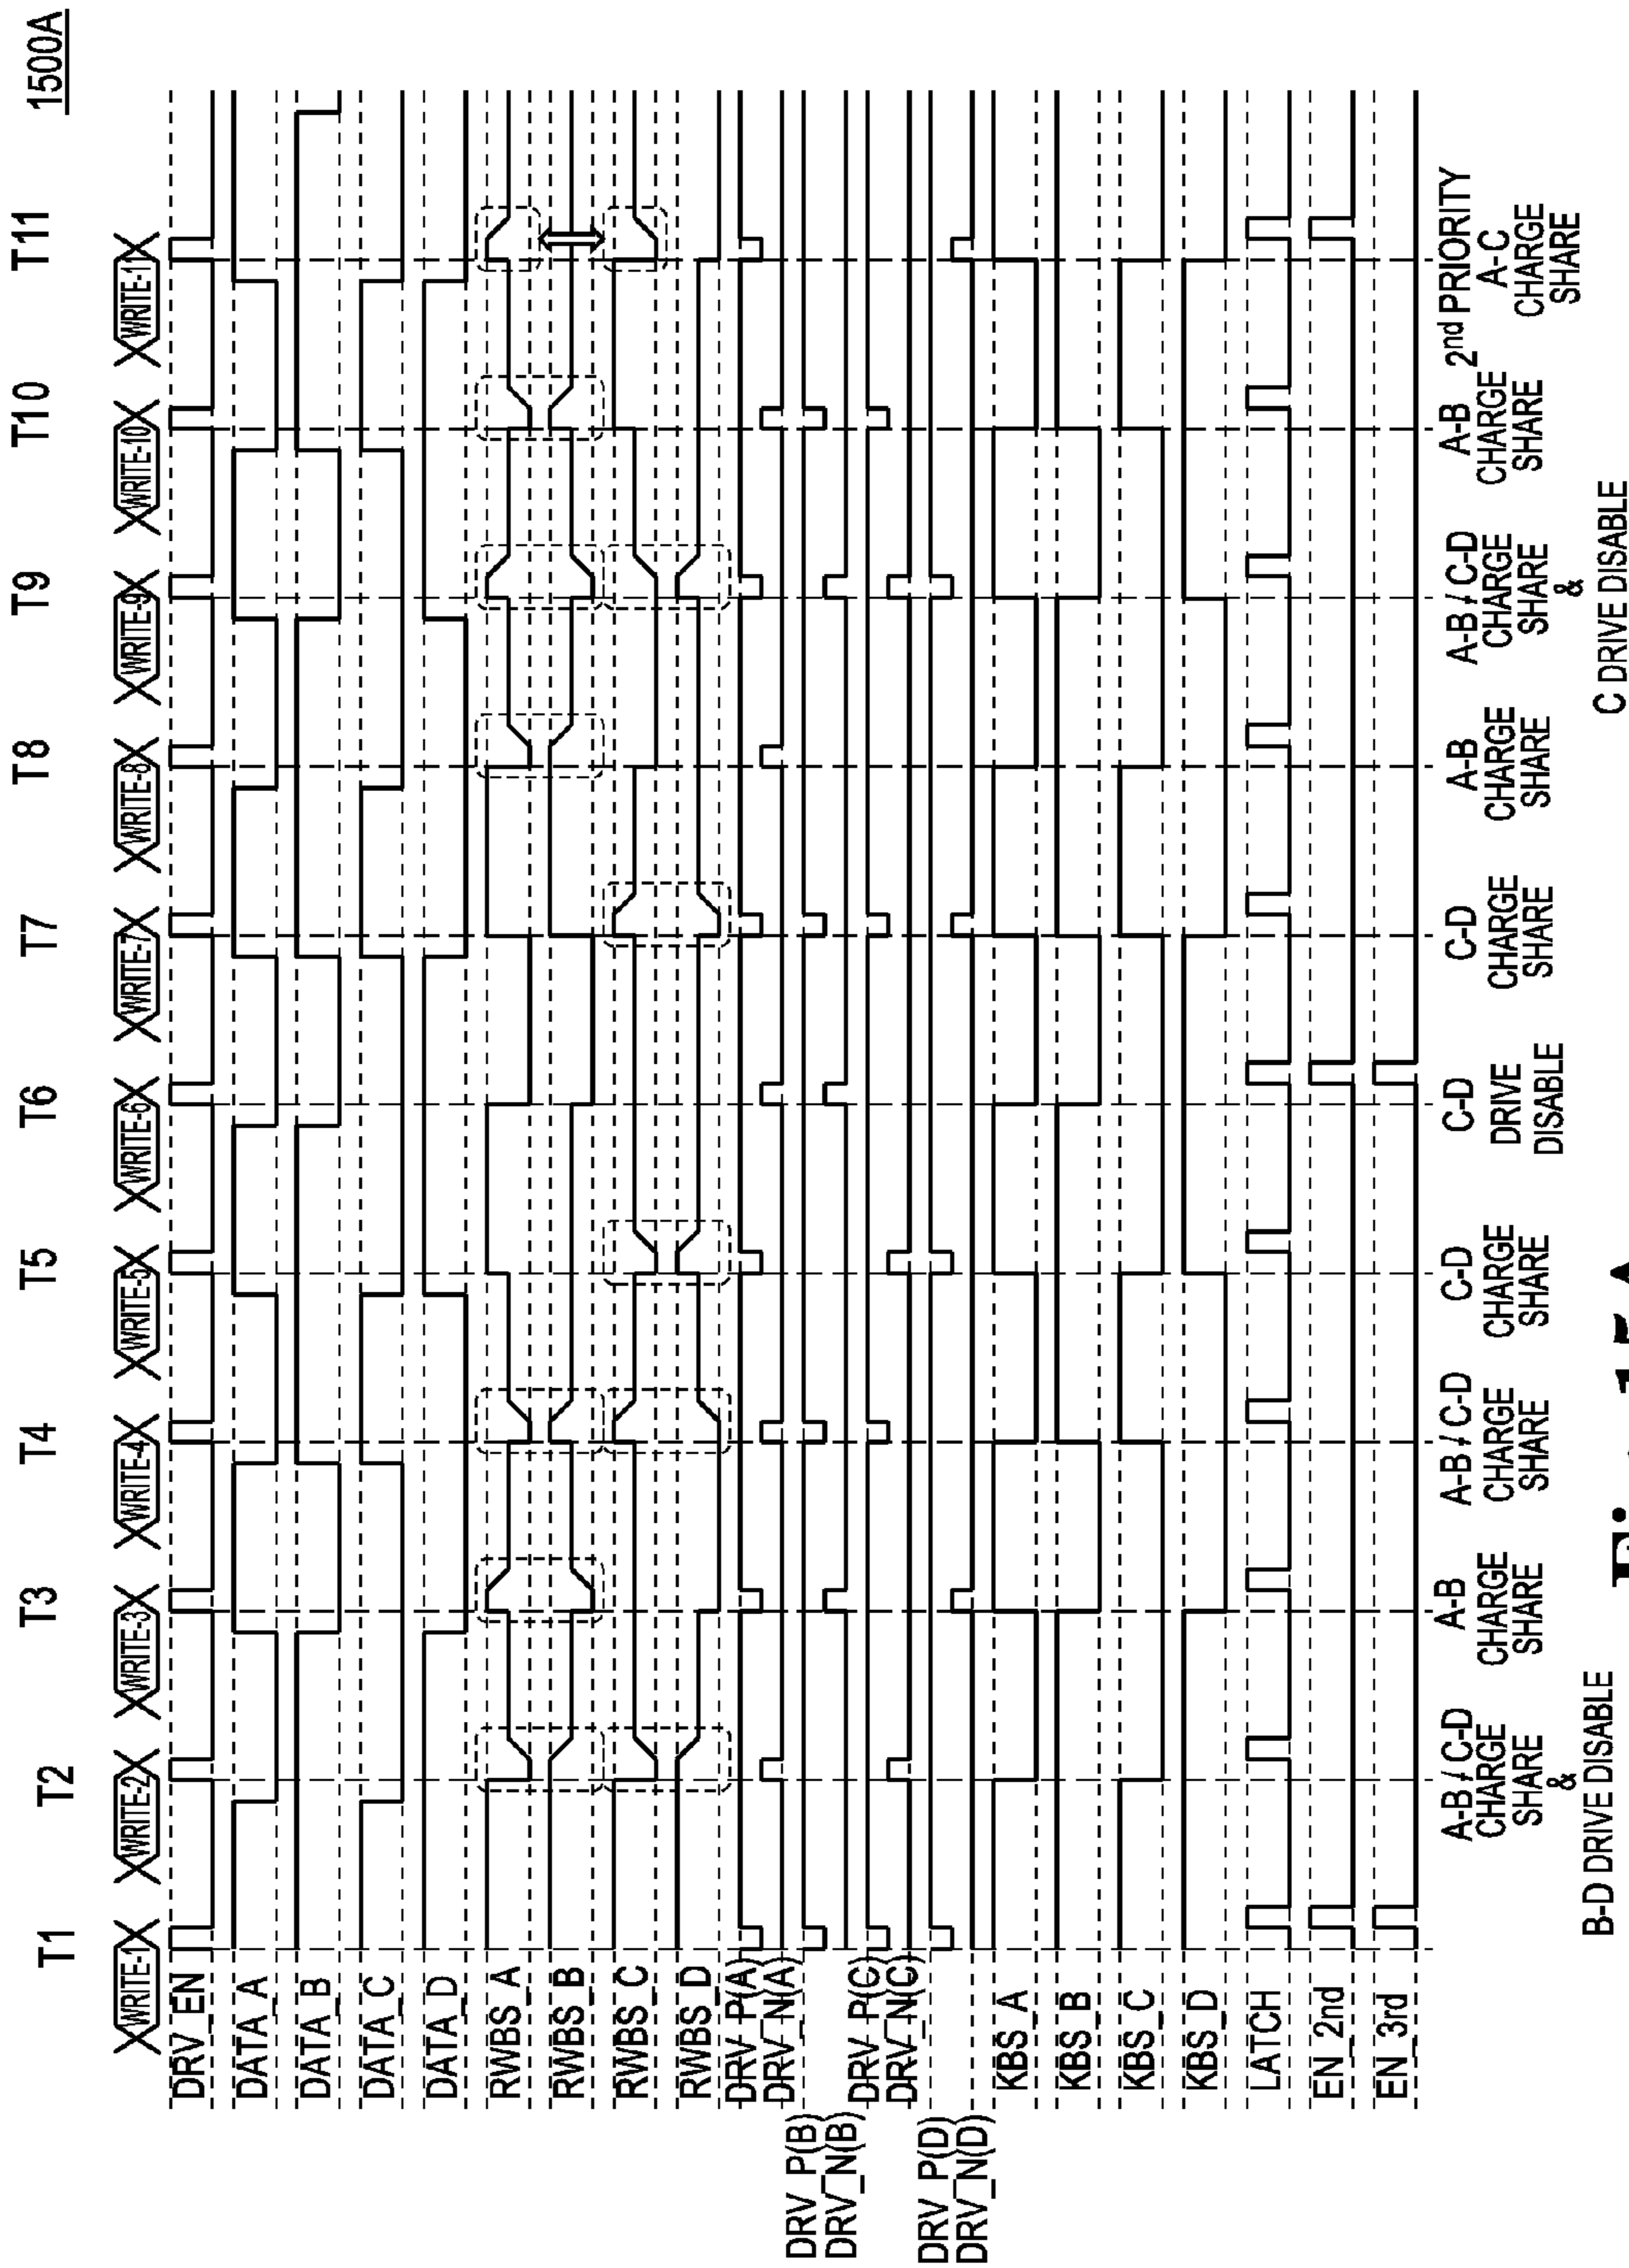 1500A
T1 T2 T3 T4 T5 T6 T7 T8 T9 T10 T11
WRITE-1 WRITE-2 WRITE-3 WRITE-4 WRITE-5 WRITE-6 WRITE-7 WRITE-8 WRITE-9 WRITE-10 WRITE-11
DRV_EN
DATA_A
DATA_B
DATA_C
DATA_D
RWBS_A
RWBS_B
RWBS_C
RWBS_D
DRV_P(A)
DRV_N(A)
DRV_P(B)
DRV_N(B)
DRV_P(C)
DRV_N(C)
DRV_P(D)
DRV_N(D)
KBS_A
KBS_B
KBS_C
KBS_D
LATCH
EN_2nd
EN_3rd
A-B / C-D
CHARGE
SHARE
&
B-D DRIVE DISABLE
A-B
CHARGE
SHARE
A-B / C-D
CHARGE
SHARE
C-D
CHARGE
SHARE
C-D
DRIVE
DISABLE
C-D
CHARGE
SHARE
A-B
CHARGE
SHARE
A-B / C-D
CHARGE
SHARE
&
C DRIVE DISABLE
A-B
CHARGE
SHARE
2nd PRIORITY
A-C
CHARGE
SHARE